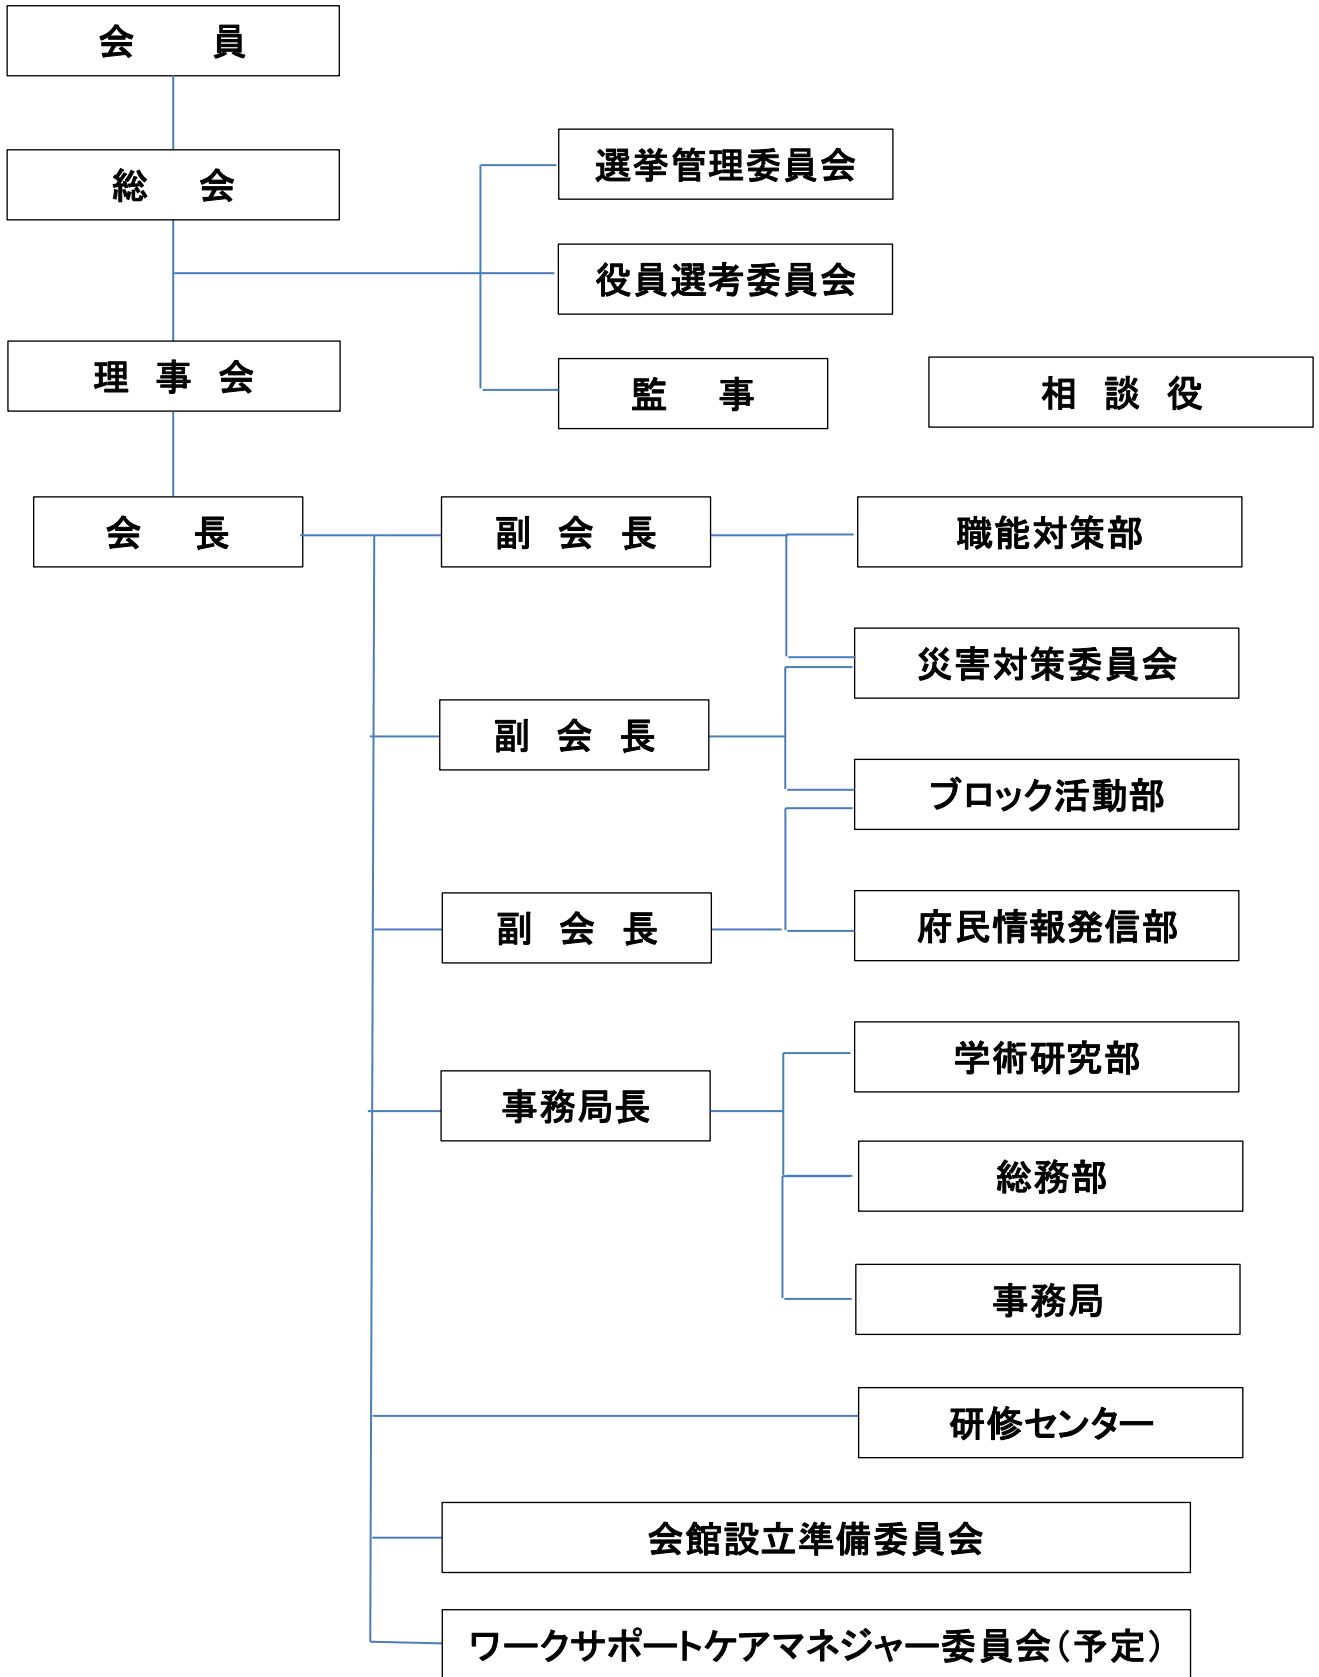 会　員
総　会
選挙管理委員会
役員選考委員会
理 事 会
監　事
相 談 役
会　長
副 会 長
職能対策部
災害対策委員会
副 会 長
ブロック活動部
副 会 長
府民情報発信部
学術研究部
事務局長
総務部
事務局
研修センター
会館設立準備委員会
ワークサポートケアマネジャー委員会（予定）